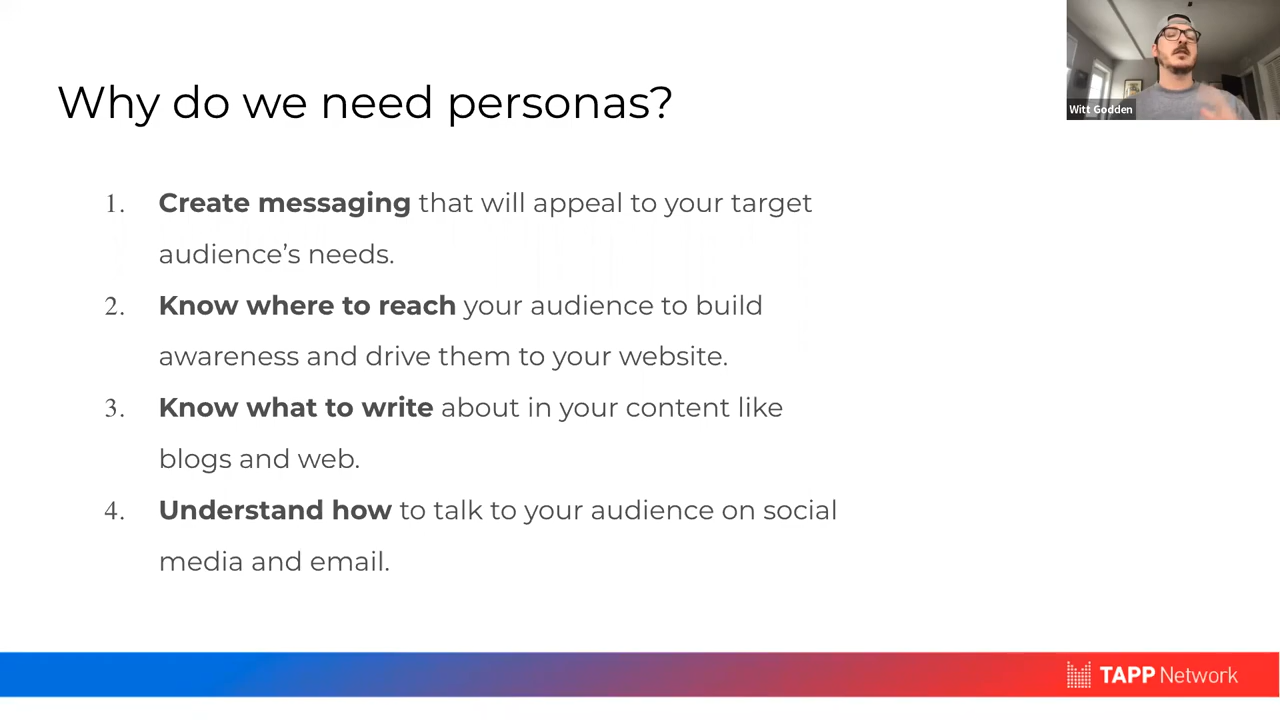 Why do we need personas?
Witt Godden
1. Create messaging that will appeal to your target
audience’s needs.
2. Know where to reach your audience to build
awareness and drive them to your website.
3. Know what to write about in your content like
blogs and web.
4. Understand how to talk to your audience on social
media and email.
TAPP Network